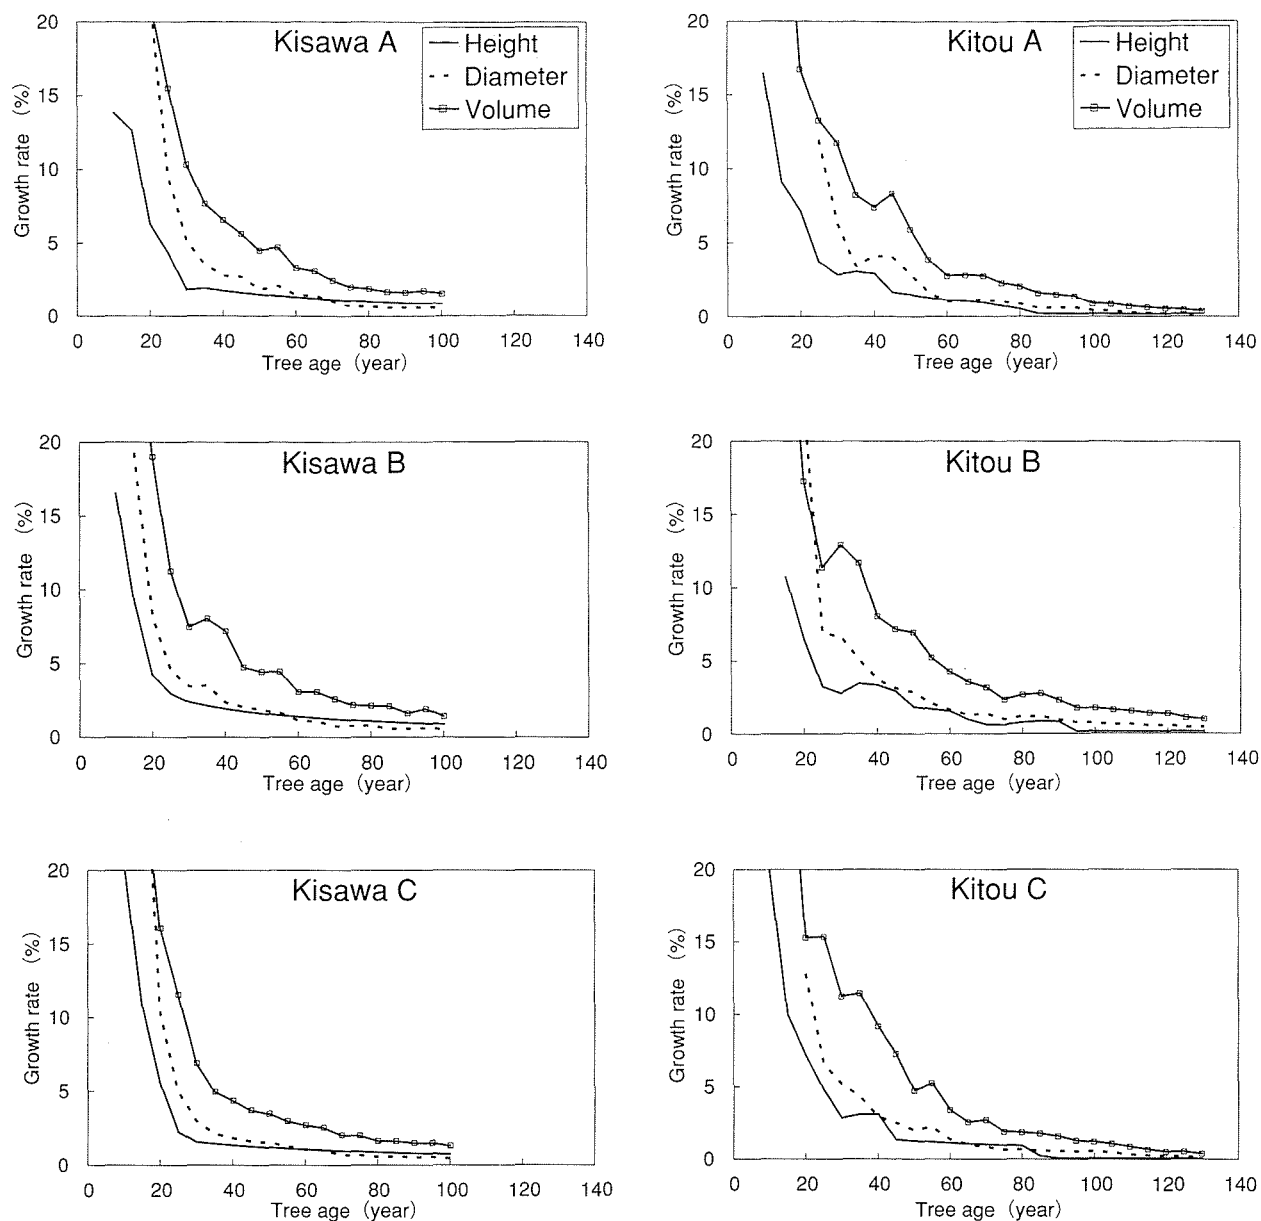 Kisawa A
Height
Diameter
Volume
Growth rate (%)
20
15
10
5
0
0 20 40 60 80 100 120 140
Tree age (year)
Kitou A
Height
Diameter
Volume
Growth rate (%)
20
15
10
5
0
0 20 40 60 80 100 120 140
Tree age (year)
Kisawa B
Growth rate (%)
20
15
10
5
0
0 20 40 60 80 100 120 140
Tree age (year)
Kitou B
Growth rate (%)
20
15
10
5
0
0 20 40 60 80 100 120 140
Tree age (year)
Kisawa C
Growth rate (%)
20
15
10
5
0
0 20 40 60 80 100 120 140
Tree age (year)
Kitou C
Growth rate (%)
20
15
10
5
0
0 20 40 60 80 100 120 140
Tree age (year)